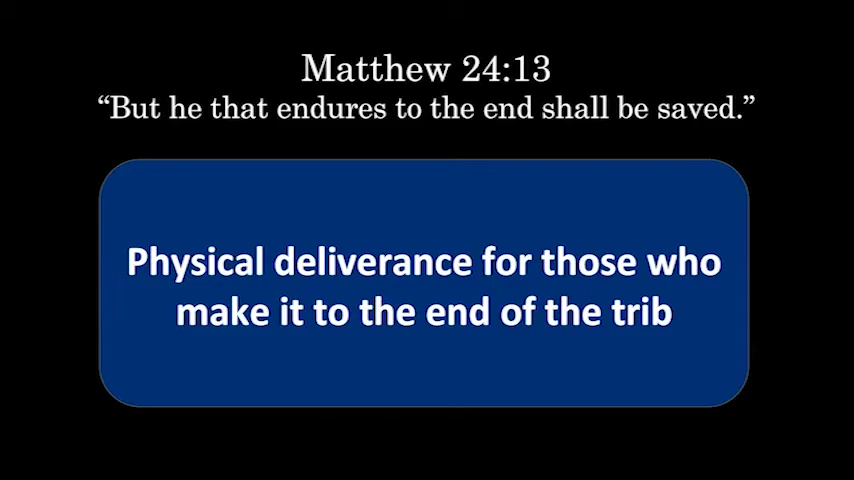 Matthew 24:13
“But he that endures to the end shall be saved.”
Physical deliverance for those who
make it to the end of the trib